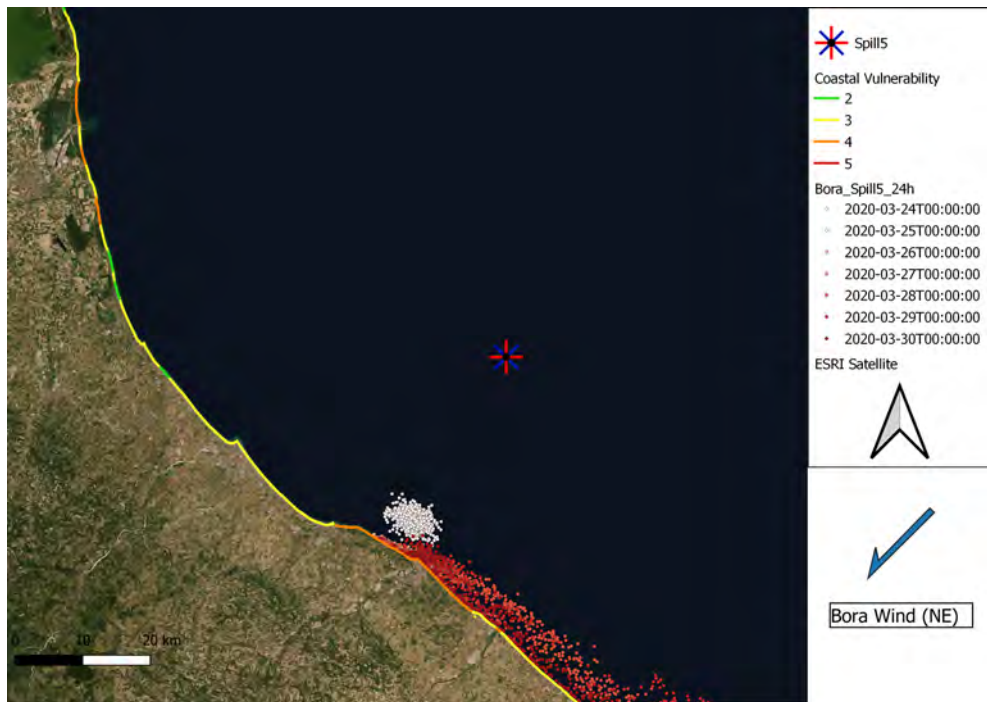 Spill5
Coastal Vulnerability
2
3
4
5
Bora_Spill5_24h
2020-03-24T00:00:00
2020-03-25T00:00:00
2020-03-26T00:00:00
2020-03-27T00:00:00
2020-03-28T00:00:00
2020-03-29T00:00:00
2020-03-30T00:00:00
ESRI Satellite
Bora Wind (NE)
0 10 20 km